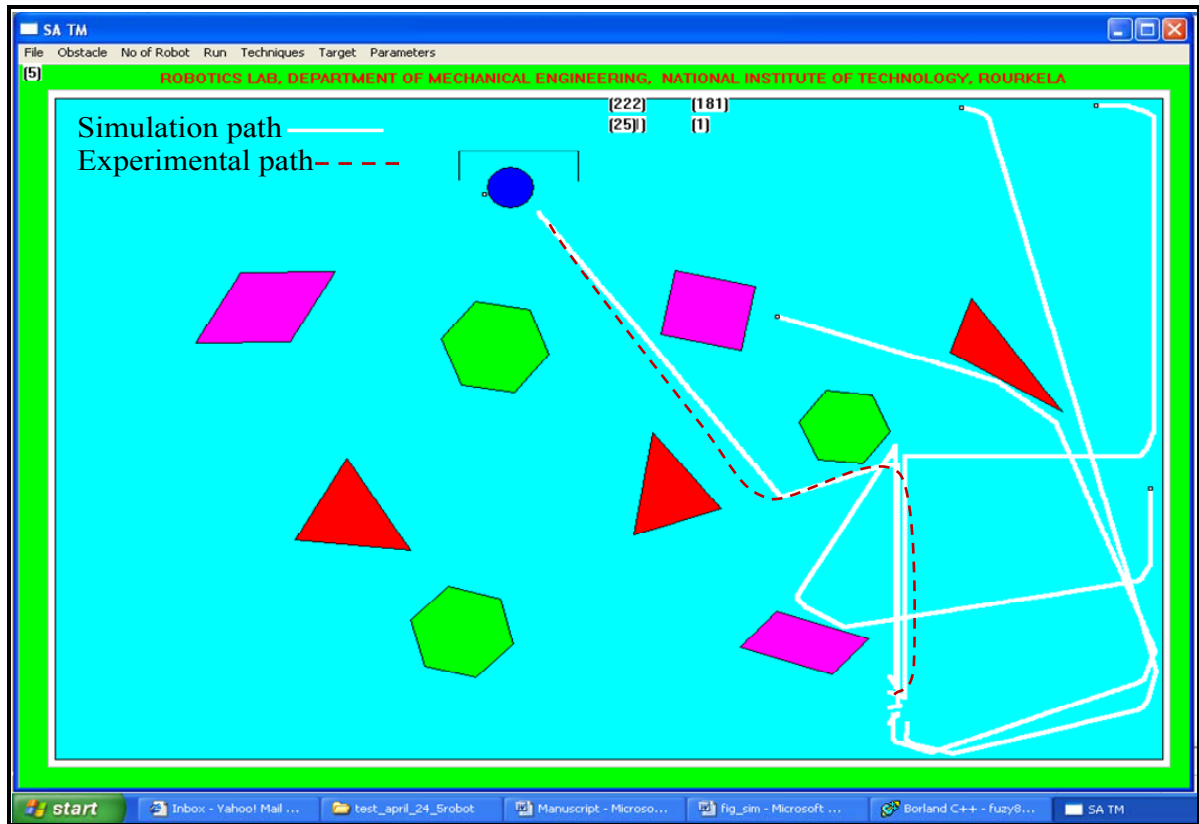 SA TM
File Obstacle No of Robot Run Techniques Target Parameters
(5)
ROBOTICS LAB, DEPARTMENT OF MECHANICAL ENGINEERING, NATIONAL INSTITUTE OF TECHNOLOGY, ROURKELA
(222) (181)
(25)) (1)
Simulation path
Experimental path
start Inbox - Yahoo! Mail ... test_april_24_5robot Manuscript - Microso... fig_sim - Microsoft ... Borland C++ - fuzy8... SA TM